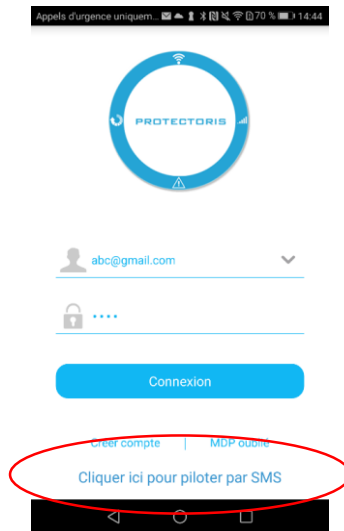 Appels d'urgence uniquem... 70 % 14:44
PROTECTORIS
abc@gmail.com
Connexion
Créer compte | MDP oublié
Cliquer ici pour piloter par SMS